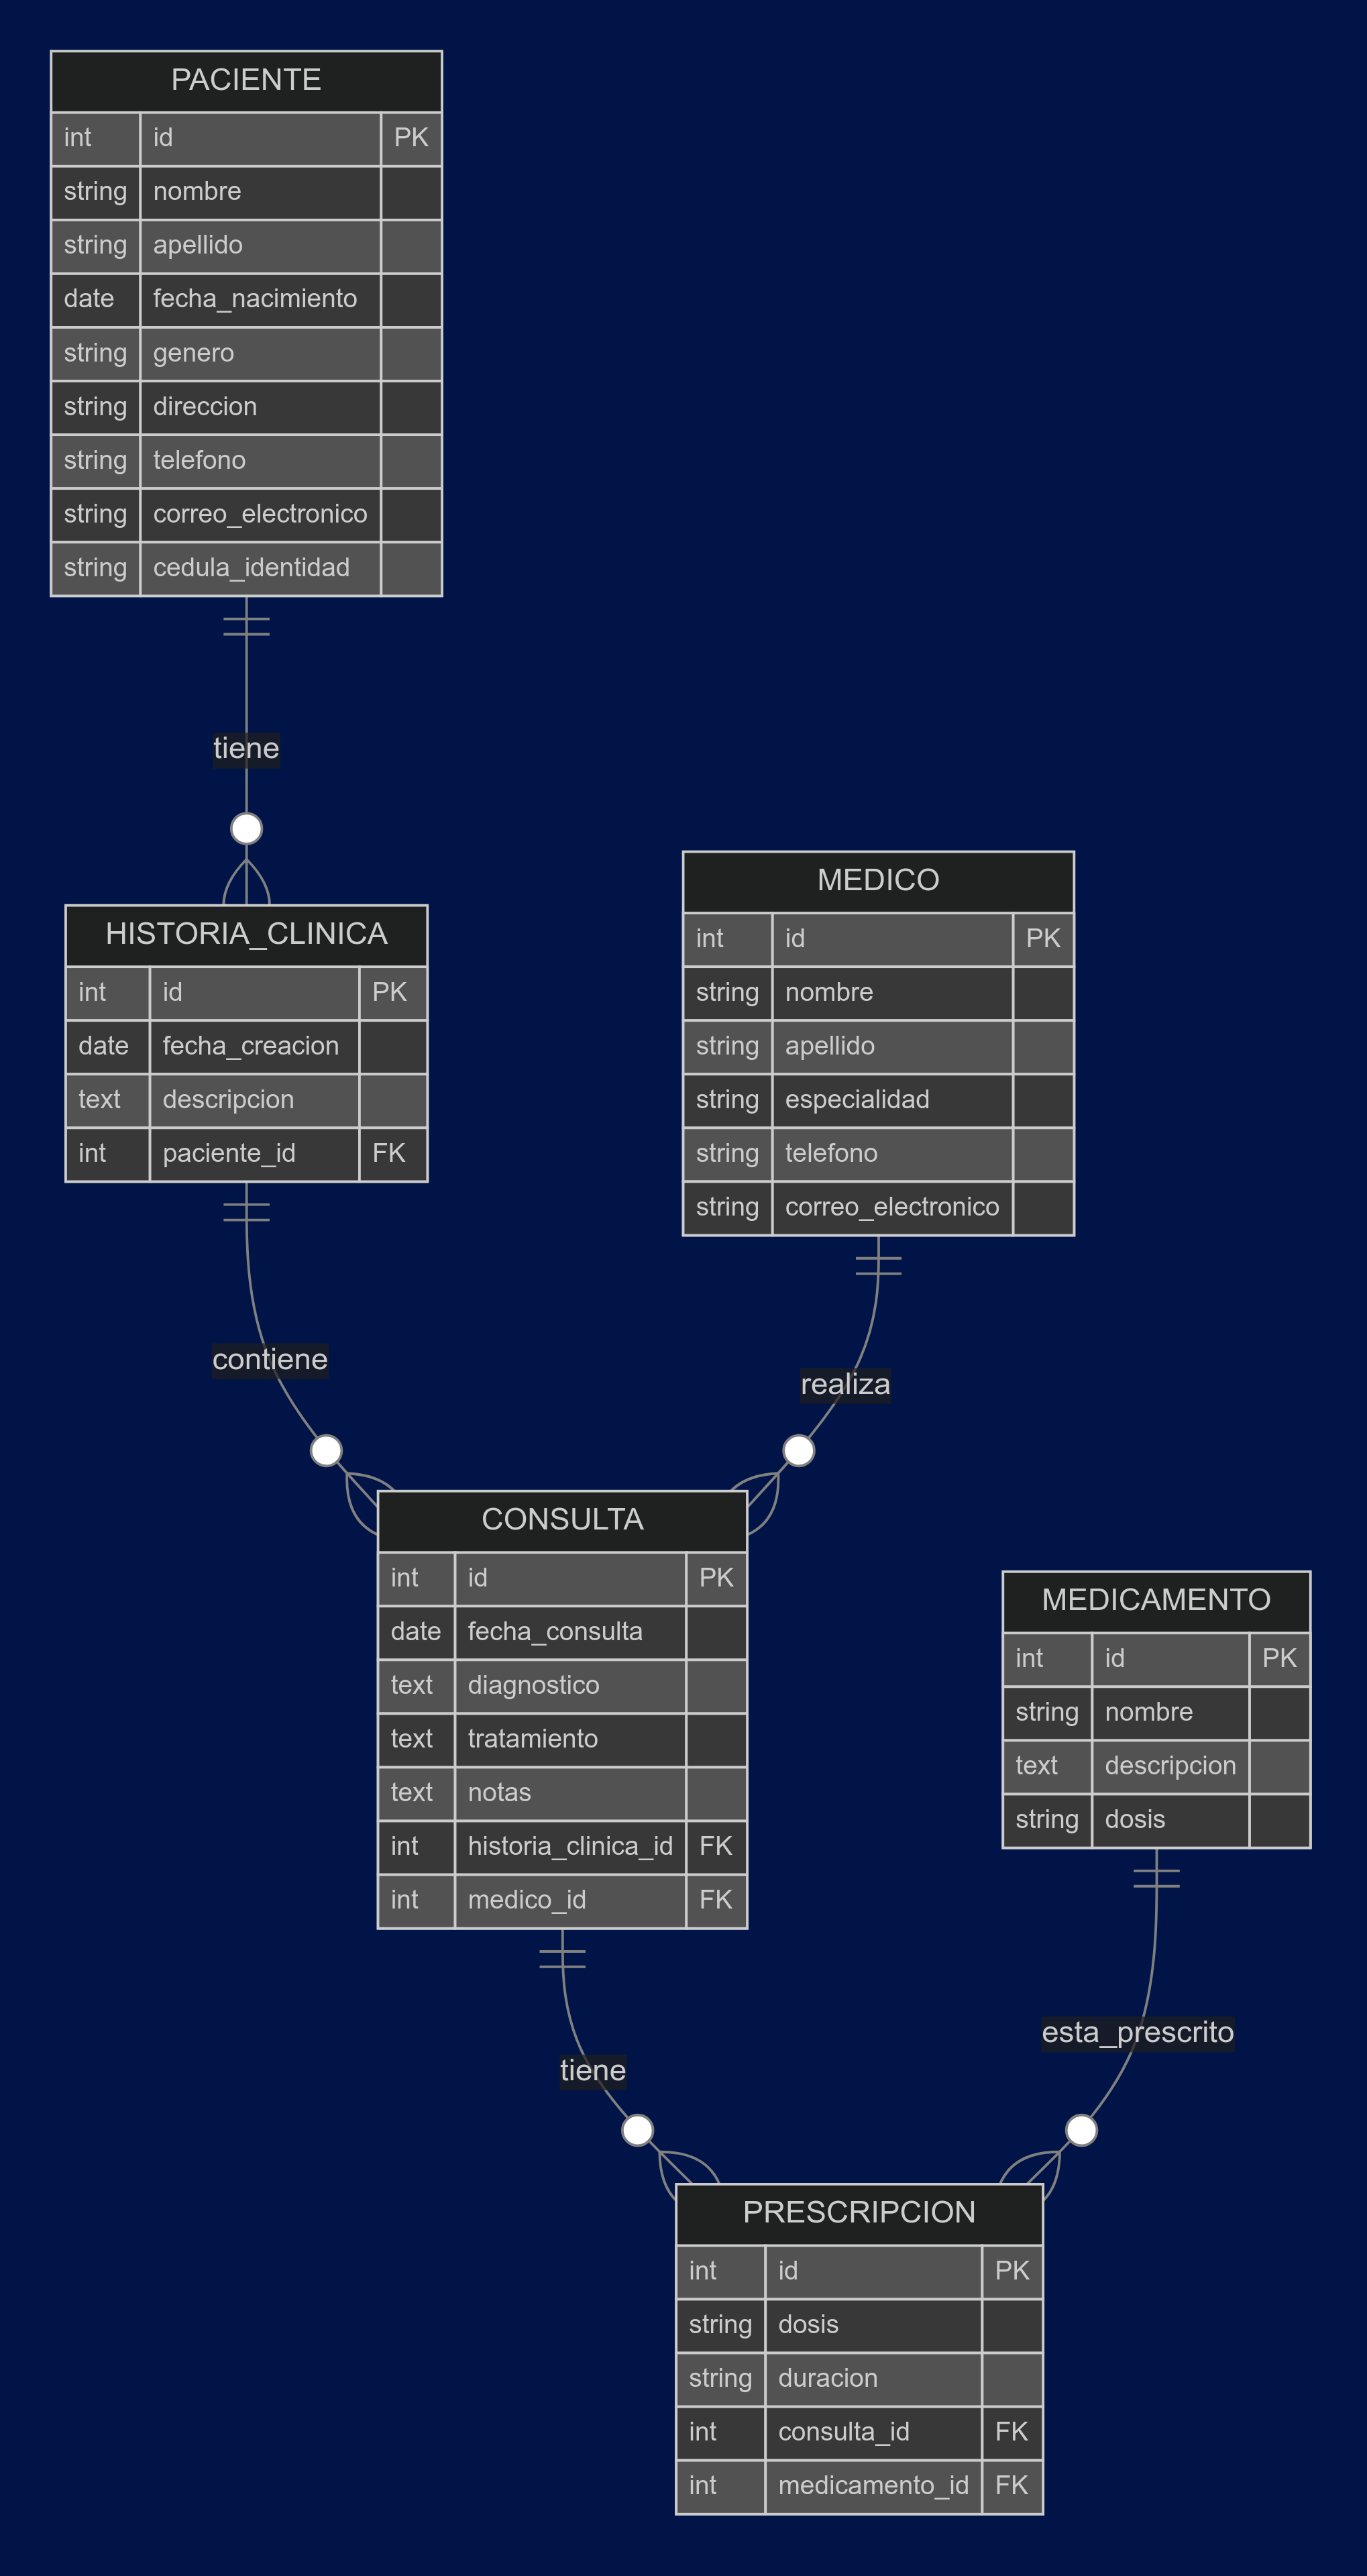 PACIENTE
int id PK
string nombre
string apellido
date fecha_nacimiento
string genero
string direccion
string telefono
string correo_electronico
string cedula_identidad
tiene
HISTORIA_CLINICA
int id PK
date fecha_creacion
text descripcion
int paciente_id FK
MEDICO
int id PK
string nombre
string apellido
string especialidad
string telefono
string correo_electronico
contiene
realiza
CONSULTA
int id PK
date fecha_consulta
text diagnostico
text tratamiento
text notas
int historia_clinica_id FK
int medico_id FK
MEDICAMENTO
int id PK
string nombre
text descripcion
string dosis
tiene
esta_prescrito
PRESCRIPCION
int id PK
string dosis
string duracion
int consulta_id FK
int medicamento_id FK